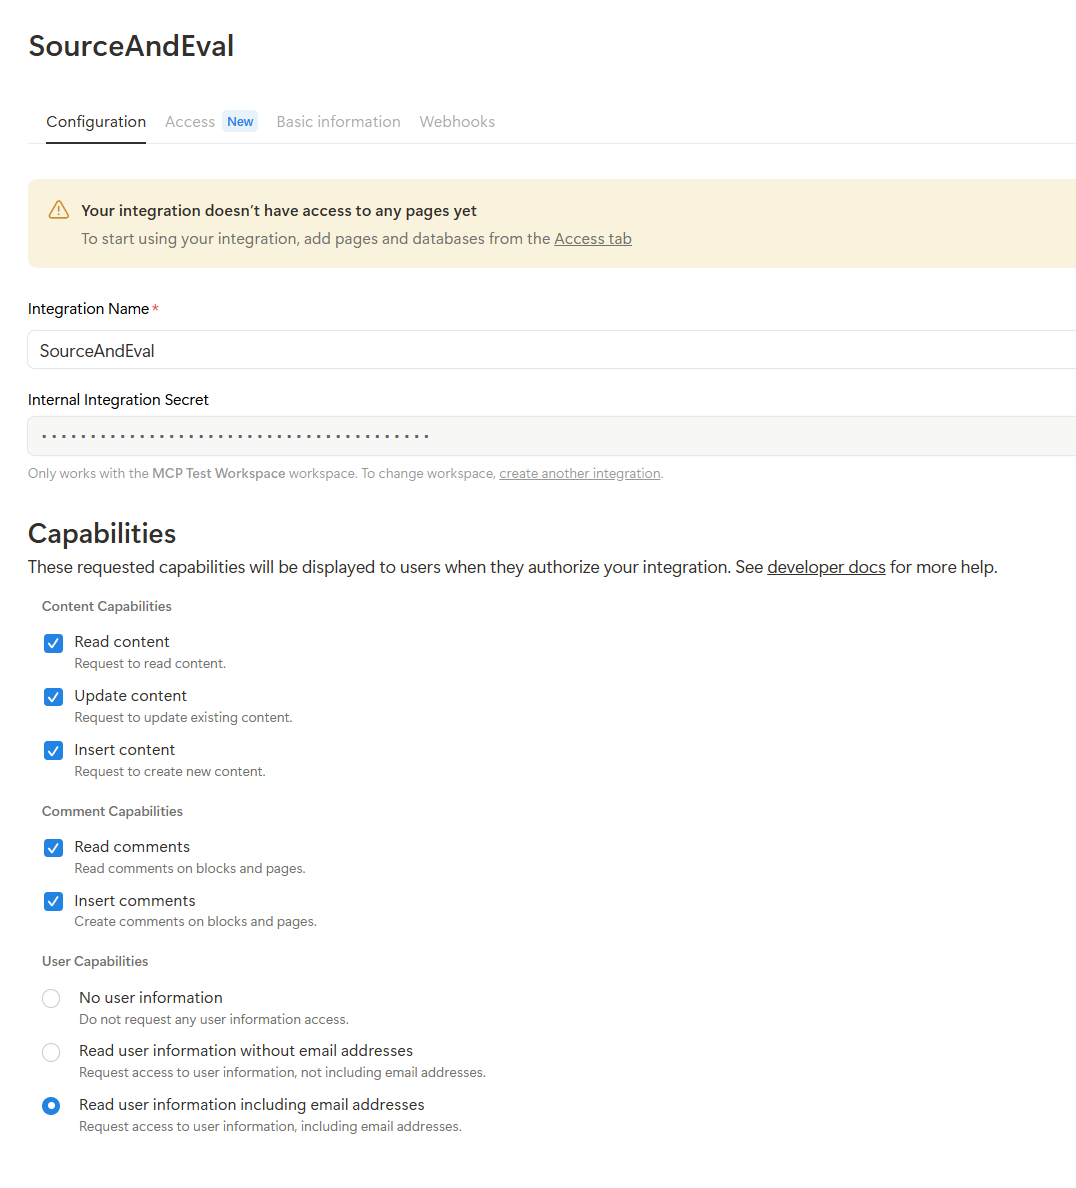 SourceAndEval
Configuration Access New Basic information Webhooks
Your integration doesn't have access to any pages yet
To start using your integration, add pages and databases from the Access tab
Integration Name*
SourceAndEval
Internal Integration Secret
········································
Only works with the MCP Test Workspace workspace. To change workspace, create another integration.
Capabilities
These requested capabilities will be displayed to users when they authorize your integration. See developer docs for more help.
Content Capabilities
Read content
Request to read content.
Update content
Request to update existing content.
Insert content
Request to create new content.
Comment Capabilities
Read comments
Read comments on blocks and pages.
Insert comments
Create comments on blocks and pages.
User Capabilities
No user information
Do not request any user information access.
Read user information without email addresses
Request access to user information, not including email addresses.
Read user information including email addresses
Request access to user information, including email addresses.